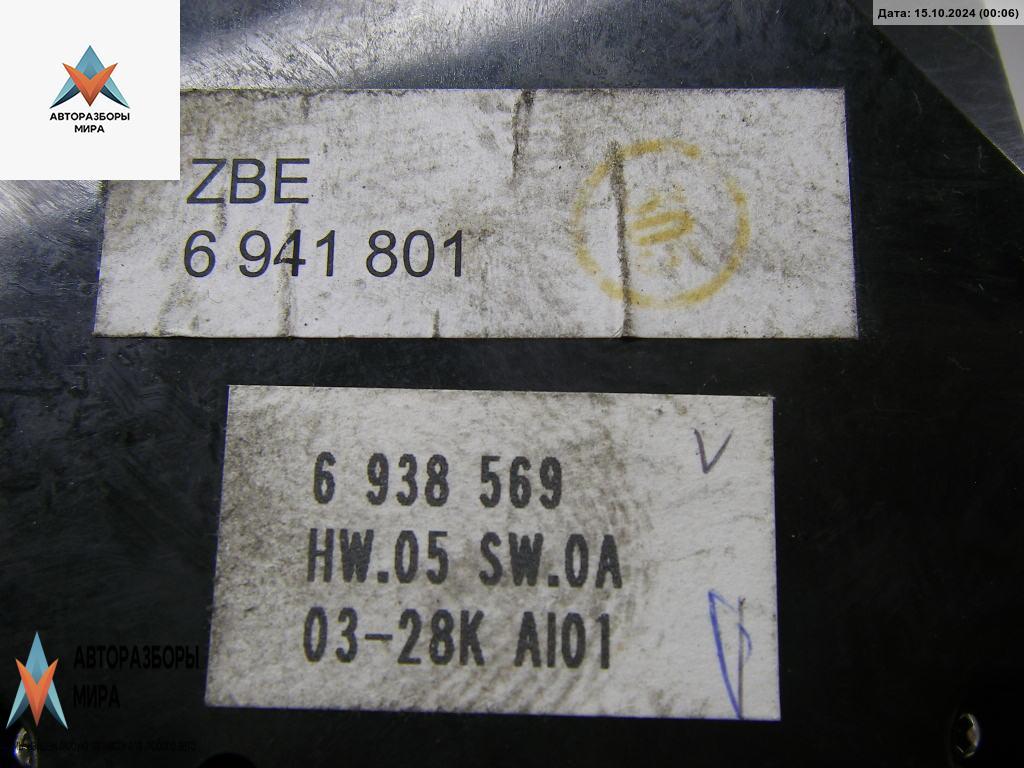 Дата: 15.10.2024 (00:06)
АВТОРАЗБОРЫ
МИРА
ZBE
6 941 801
6 938 569
HW.05 SW.0A
03-28K AI01
АВТОРАЗБОРЫ
МИРА